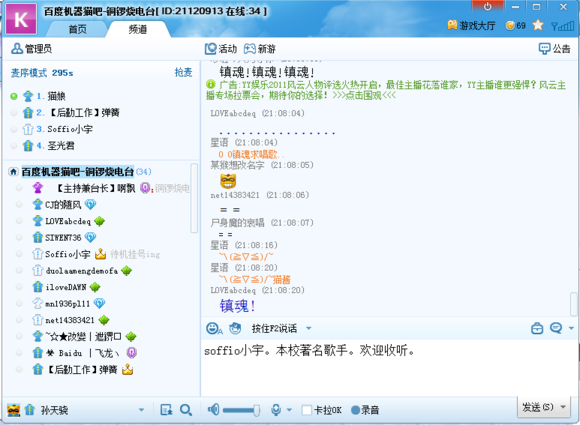 K
百度机器猫吧-铜锣烧电台[ ID:21120913 在线:34 ]
首页
频道
游戏大厅
69
管理员
活动
新游
公告
麦序模式 295s
抢麦
1. 猫娘
2. 【后勤工作】弹簧
3. Soffio小宇
4. 圣光君
百度机器猫吧-铜锣烧电台 (34)
【主持兼台长】啊飘
铜锣烧电
CJ的随风
LOVEabcdeq
SIWEN736
Soffio小宇
待机挂号ing
duolaamengdemofa
iloveDAWN
mn1936pl11
net14383421
Baidu ｜飞龙
【后勤工作】弹簧
孙天骁
镇魂!镇魂!镇魂!
广告:YY娱乐2011风云人物评选火热开启，最佳主播花落谁家，YY主播谁更强悍？风云主
播专场拉票会，期待你的选择！>>>点击围观<<<
LOVEabcdeq (21:08:04)
................
星语 (21:08:04)
0 0镇魂求唱歌..
某猴想改名字 (21:08:05)
net14383421 (21:08:06)
= =
尸身魔的哀唱 (21:08:07)
= =
星语 (21:08:16)
~\(≧▽≦)/~
星语 (21:08:20)
~\(≧▽≦)/~猫酱
LOVEabcdeq (21:08:20)
镇魂!
按住F2说话
soffio小宇。本校著名歌手。欢迎收听。
卡拉OK
录音
发送(S)